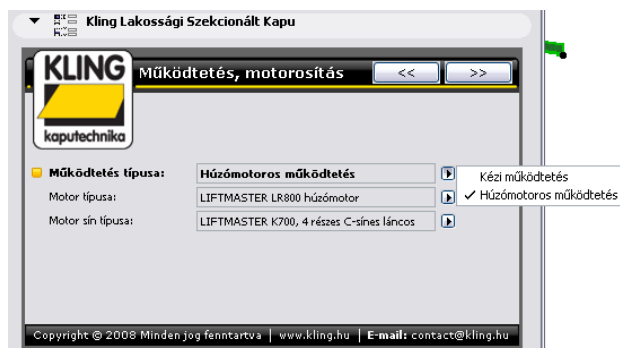 Kling Lakossági Szekcionált Kapu
KLING
kaputechnika
Működtetés, motorosítás
<<
>>
Működtetés típusa:
Húzómotoros működtetés
Kézi működtetés
✓ Húzómotoros működtetés
Motor típusa:
LIFTMASTER LR800 húzómotor
Motor sín típusa:
LIFTMASTER K700, 4 részes C-sínes láncos
Copyright © 2008 Minden jog fenntartva | www.kling.hu | E-mail: contact@kling.hu